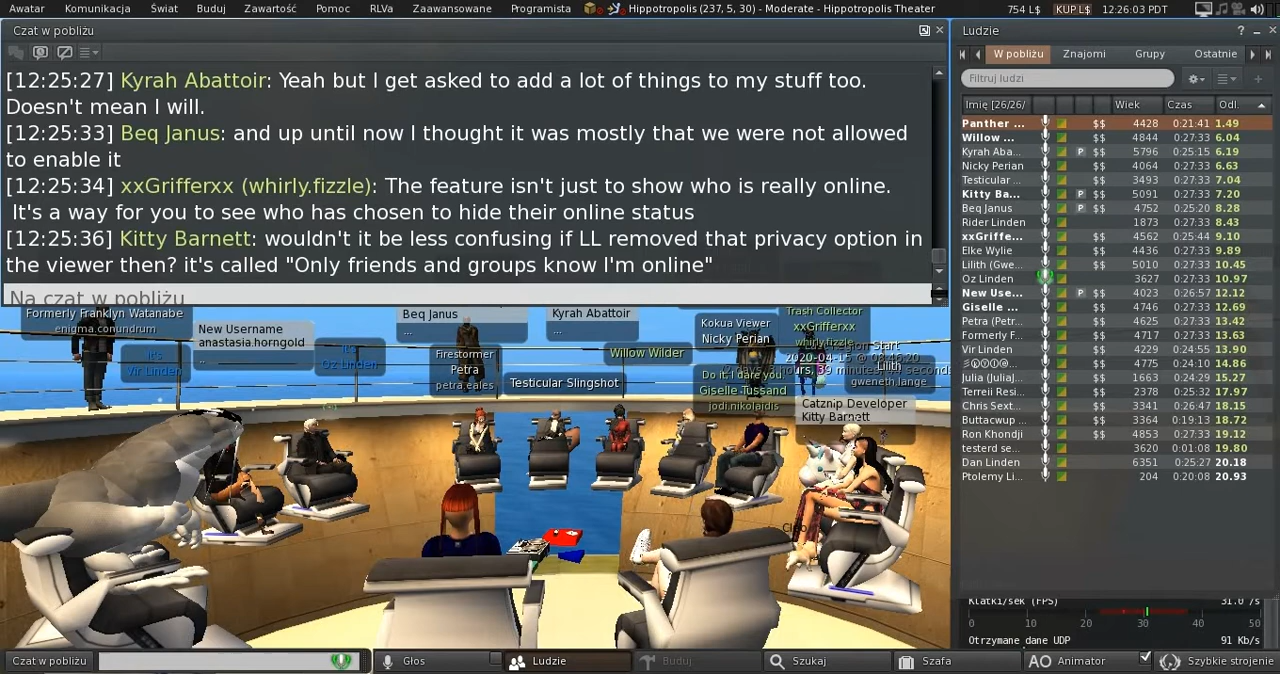 Awatar Komunikacja Świat Buduj Zawartość Pomoc RLVa Zaawansowane Programista Hippotropolis (237, 5, 30) - Moderate - Hippotropolis Theater 754 L$ KUP L$ 12:26:03 PDT
Czat w pobliżu
[12:25:27] Kyrah Abattoir: Yeah but I get asked to add a lot of things to my stuff too.
Doesn't mean I will.
[12:25:33] Beq Janus: and up until now I thought it was mostly that we were not allowed
to enable it
[12:25:34] xxGrifferxx (whirly.fizzle): The feature isn't just to show who is really online.
It's a way for you to see who has chosen to hide their online status
[12:25:36] Kitty Barnett: wouldn't it be less confusing if LL removed that privacy option in
the viewer then? it's called "Only friends and groups know I'm online"
Na czat w pobliżu
Formerly Franklyn Watanabe
enigma.conundrum
It's
Vir Linden
New Username
anastasia.horngold
...
Oz Linden
Beq Janus
...
Firestormer
Petra
petra.eales
Testicular Slingshot
Kyrah Abattoir
...
Willow Wilder
Kokua Viewer
Nicky Perian
Do it I dare you
Giselle Tussand
jodi.nikolaidis
Trash Collector
xxGrifferxx
whirly.fizzle
Lilith
gweneth.lange
Catznip Developer
Kitty Barnett
Ludzie
W pobliżu Znajomi Grupy Ostatnie
Filtruj ludzi
Imię [26/26/ Wiek Czas Odl.
Panther ... $$ 4428 0:21:41 1.49
Willow ... $$ 4844 0:27:33 6.04
Kyrah Aba... P $$ 5796 0:25:15 6.19
Nicky Perian $$ 4064 0:27:33 6.63
Testicular ... $$ 3493 0:27:33 7.04
Kitty Ba... P $$ 5091 0:27:33 7.20
Beq Janus P $$ 4752 0:25:20 8.28
Rider Linden 1873 0:27:33 8.43
xxGriffe... $$ 4562 0:25:44 9.10
Elke Wylie $$ 4436 0:27:33 9.89
Lilith (Gwe... $$ 5010 0:27:33 10.45
Oz Linden 3627 0:27:33 10.97
New Use... P $$ 4023 0:26:57 12.12
Giselle ... $$ 4746 0:27:33 12.69
Petra (Petr... $$ 4625 0:27:33 13.42
Formerly F... $$ 4717 0:27:33 13.63
Vir Linden $$ 4229 0:24:55 13.90
$$ 4775 0:24:10 14.86
Julia (JuliaJ... $$ 1663 0:24:29 15.27
Terreii Resi... $$ 2378 0:25:32 17.97
Chris Sext... $$ 3341 0:26:47 18.15
Buttacwup ... $$ 3364 0:19:13 18.72
Ron Khondji $$ 4853 0:27:33 19.12
testerd se... 3620 0:01:08 19.80
Dan Linden 6351 0:25:27 20.18
Ptolemy Li... 204 0:20:08 20.93
Klatki/sek (FPS) 31.0 /s
0 10 20 30 40 50
Otrzymane dane UDP 91 Kb/s
Czat w pobliżu Głos Ludzie Buduj Szukaj Szafa AO Animator Szybkie strojenie